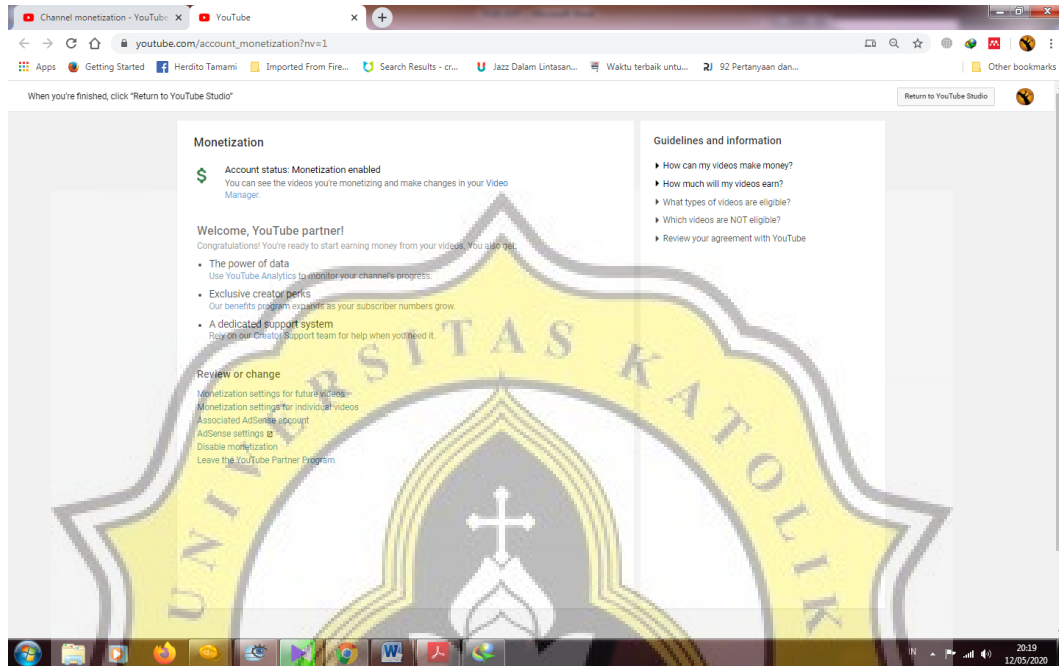 Channel monetization - YouTube
YouTube
youtube.com/account_monetization?nv=1
Apps
Getting Started
Herdito Tamami
Imported From Fire...
Search Results - cr...
Jazz Dalam Lintasan...
Waktu terbaik untu...
92 Pertanyaan dan...
Other bookmarks
When you're finished, click "Return to YouTube Studio"
Return to YouTube Studio
Monetization
Account status: Monetization enabled
You can see the videos you're monetizing and make changes in your Video
Manager.
Welcome, YouTube partner!
Congratulations! You're ready to start earning money from your videos. You also get:
The power of data
Use YouTube Analytics to monitor your channel's progress.
Exclusive creator perks
Our benefits program expands as your subscriber numbers grow.
A dedicated support system
Rely on our Creator Support team for help when you need it.
Review or change
Monetization settings for future videos
Monetization settings for individual videos
Associated AdSense account
AdSense settings
Disable monetization
Leave the YouTube Partner Program
Guidelines and information
How can my videos make money?
How much will my videos earn?
What types of videos are eligible?
Which videos are NOT eligible?
Review your agreement with YouTube
UNIVERSITAS KATOLIK
IN
20:19
12/05/2020